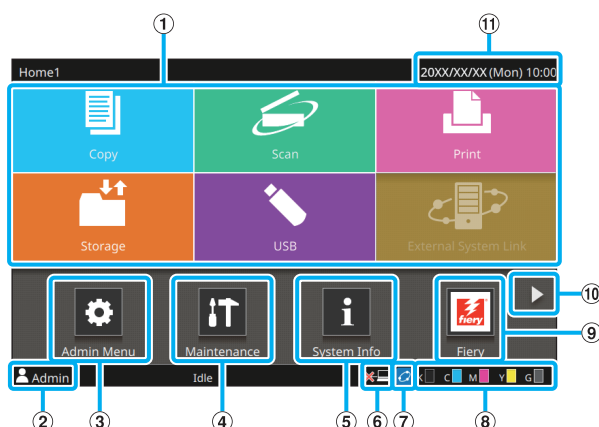 ① ⑪
Home1 20XX/XX/XX (Mon) 10:00
Copy Scan Print
Storage USB External System Link
⑩
fiery
⑨
Admin Menu Maintenance System Info Fiery
Admin Idle K C M Y G
② ③ ④ ⑤ ⑥ ⑦ ⑧